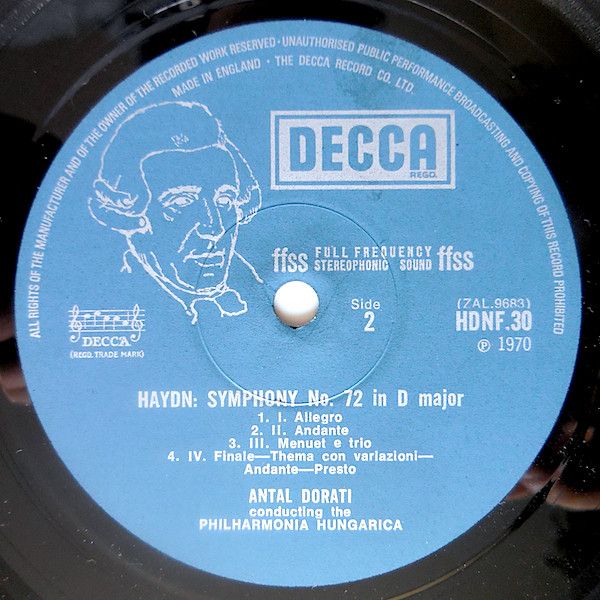 ALL RIGHTS OF THE MANUFACTURER AND OF THE OWNER OF THE RECORDED WORK RESERVED · UNAUTHORISED PUBLIC PERFORMANCE BROADCASTING AND COPYING OF THIS RECORD PROHIBITED
MADE IN ENGLAND · THE DECCA RECORD CO. LTD.
DECCA
REGD.
ffss FULL FREQUENCY STEREOPHONIC SOUND ffss
DECCA
(REGD. TRADE MARK)
Side
2
(ZAL.9683)
HDNF.30
℗ 1970
HAYDN: SYMPHONY No. 72 in D major
1. I. Allegro
2. II. Andante
3. III. Menuet e trio
4. IV. Finale—Thema con variazioni—
Andante—Presto
ANTAL DORATI
conducting the
PHILHARMONIA HUNGARICA